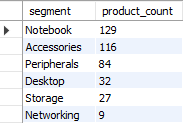 segment product_count
Notebook 129
Accessories 116
Peripherals 84
Desktop 32
Storage 27
Networking 9